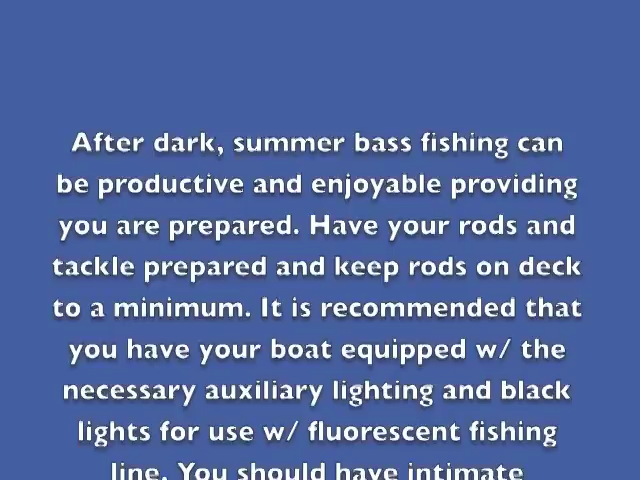 After dark, summer bass fishing can
be productive and enjoyable providing
you are prepared. Have your rods and
tackle prepared and keep rods on deck
to a minimum. It is recommended that
you have your boat equipped w/ the
necessary auxiliary lighting and black
lights for use w/ fluorescent fishing
line. You should have intimate